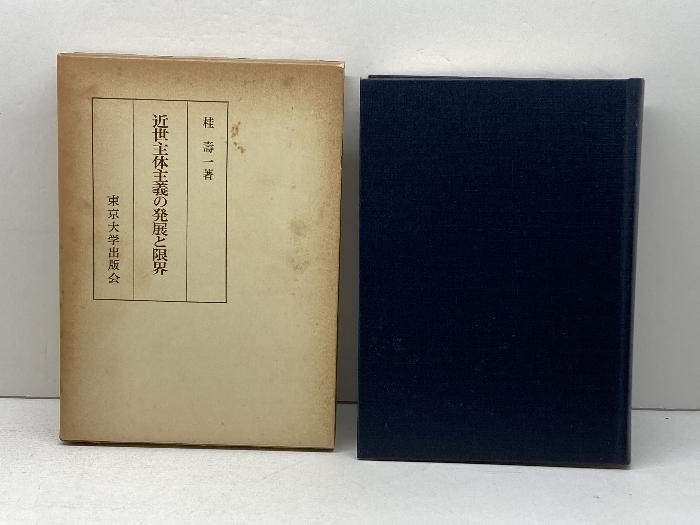 桂 壽一著
近世主体主義の発展と限界
東京大学出版会